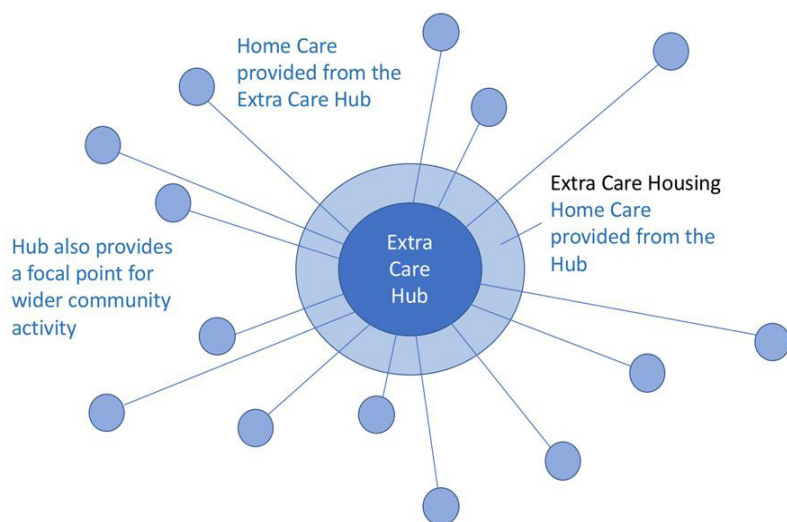 Home Care
provided from the
Extra Care Hub
Extra Care Housing
Home Care
provided from the
Hub
Extra
Care
Hub
Hub also provides
a focal point for
wider community
activity